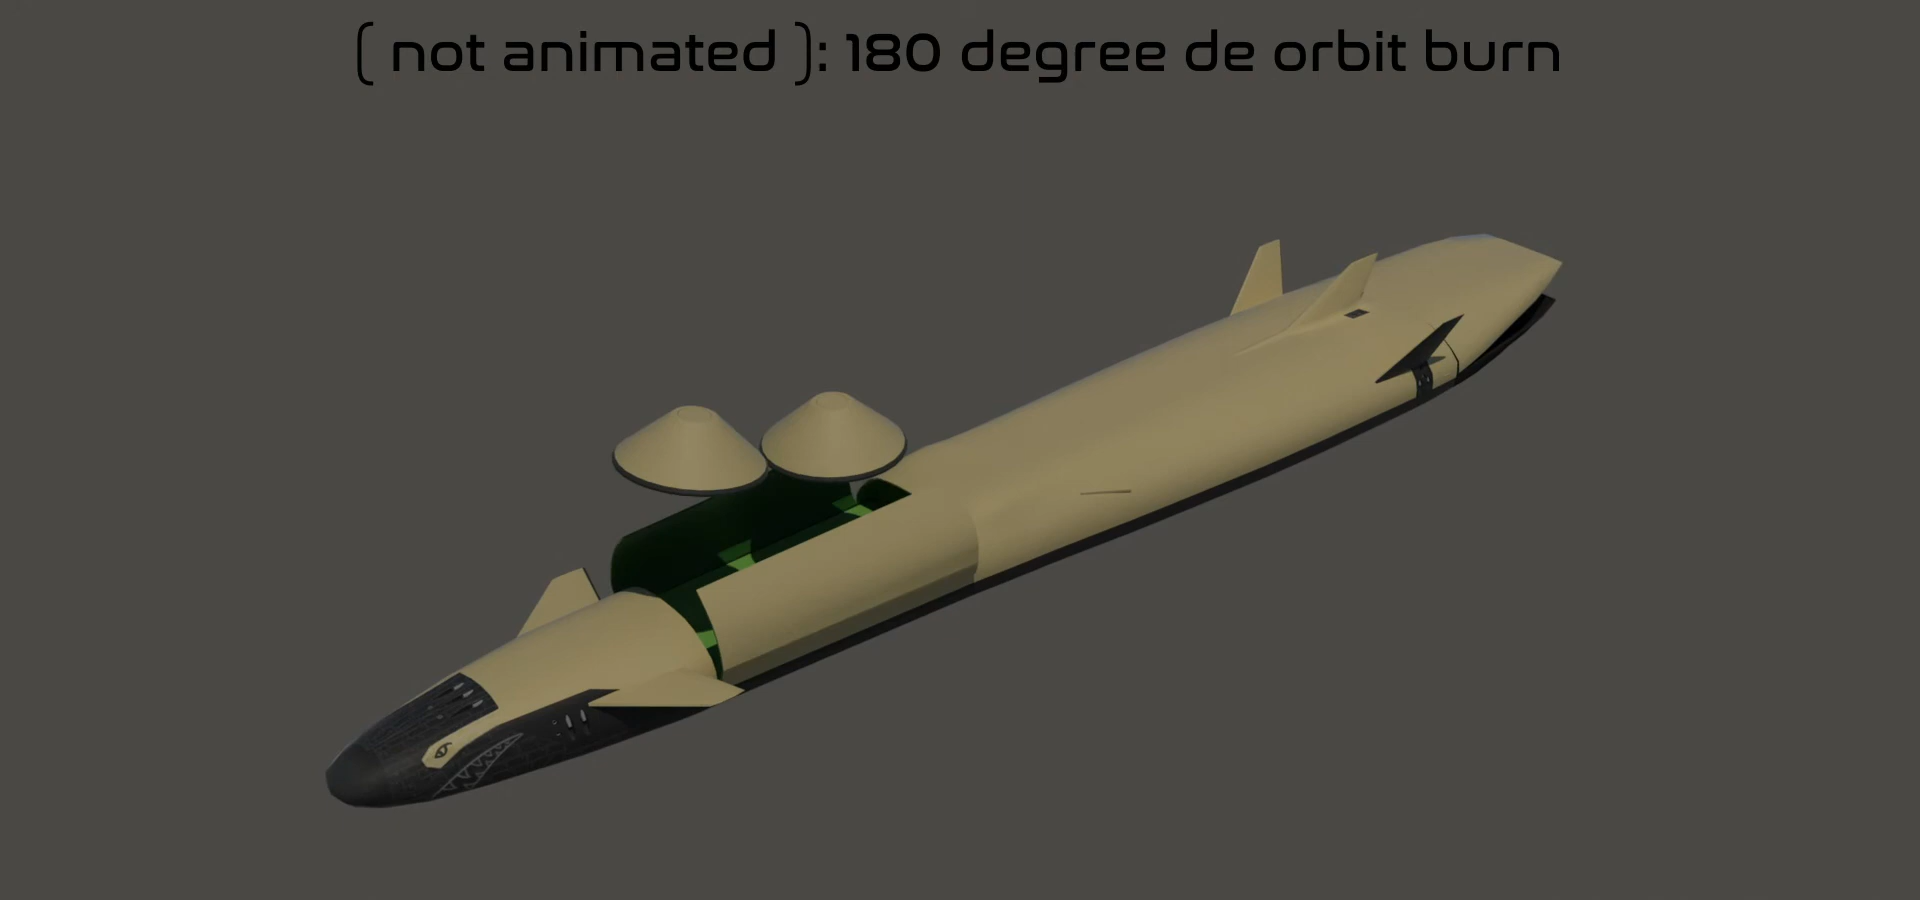 ( not animated ): 180 degree de orbit burn